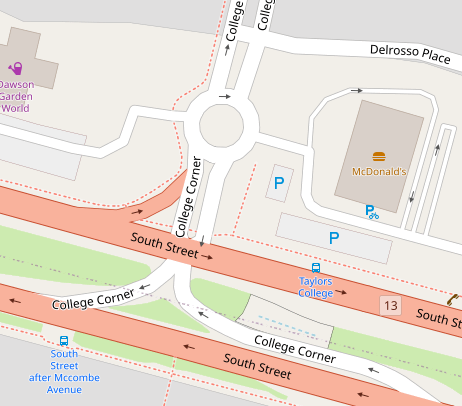 College
Colleg
Delrosso Place
Dawson
Garden
World
McDonald's
College Corner
P
P
South Street
Taylors
College
13
South St
College Corner
College Corner
South Street
South
Street
after Mccombe
Avenue